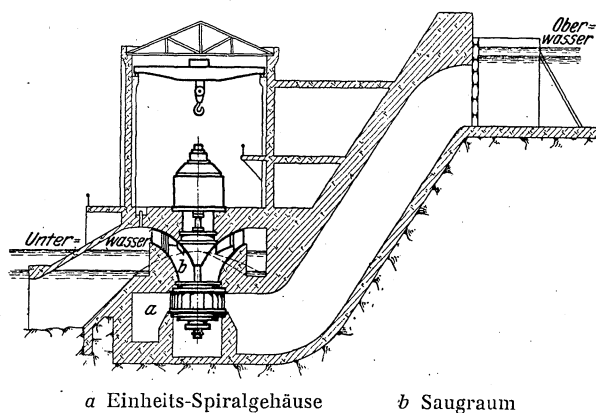 Ober=
wasser
Unter= wasser
b
a
a Einheits-Spiralgehäuse b Saugraum